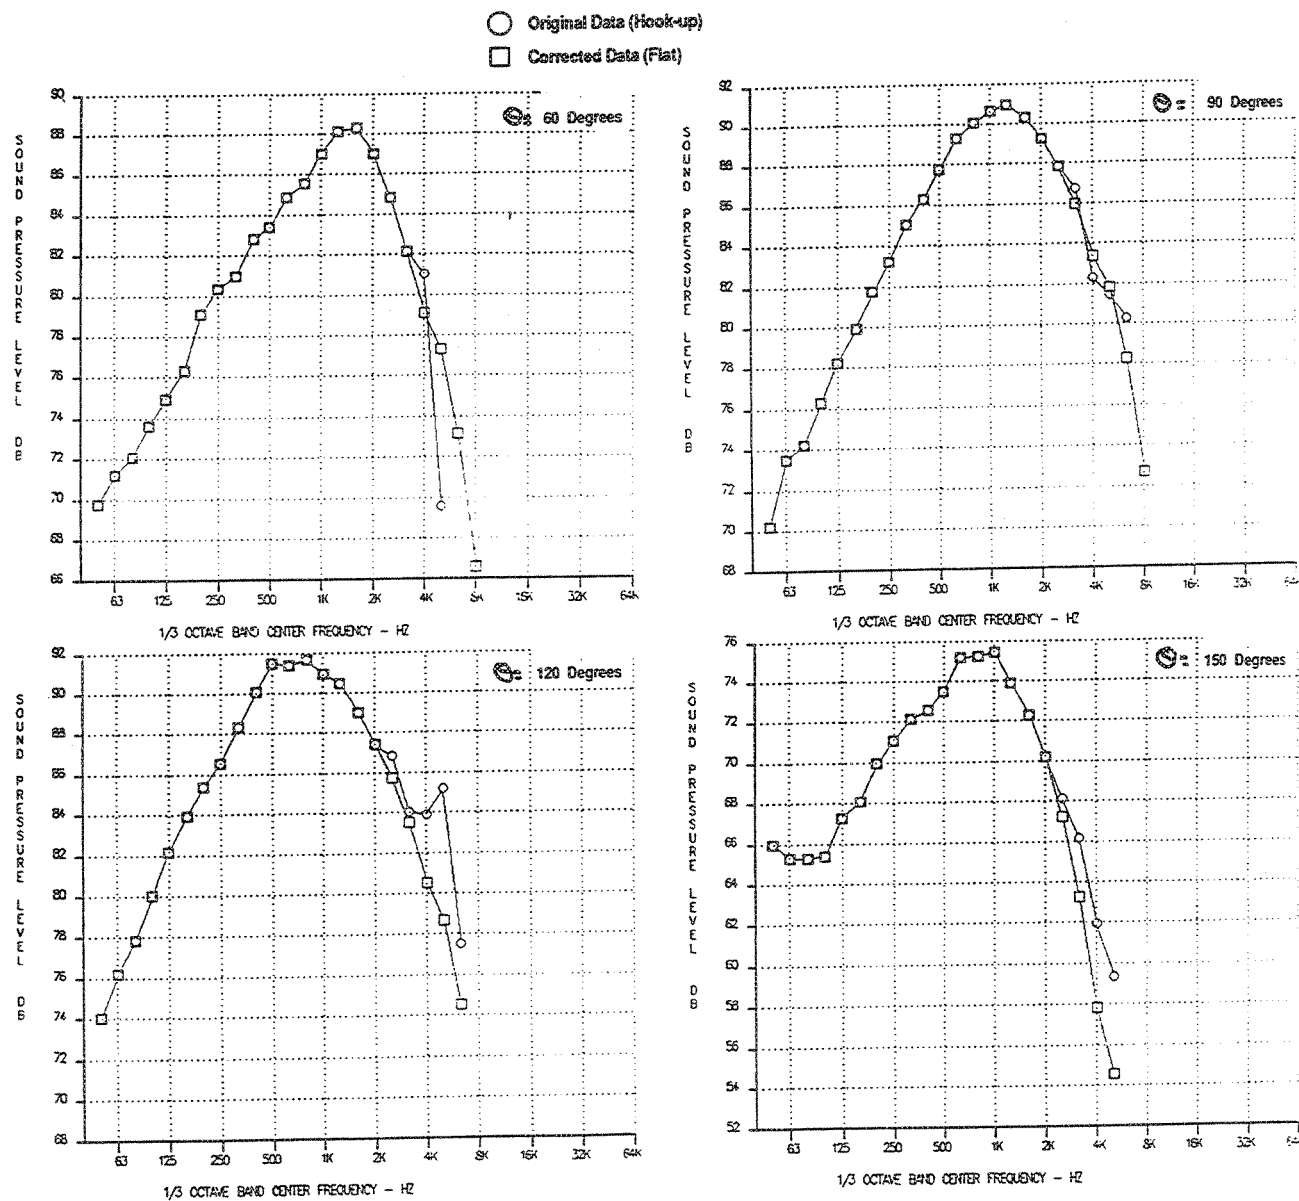 Original Data (Hook-up)
Corrected Data (Flat)
60 Degrees
SOUND PRESSURE LEVEL DB
90
88
86
84
82
80
78
76
74
72
70
68
66
63 125 250 500 1K 2K 4K 8K 16K 32K 64K
1/3 OCTAVE BAND CENTER FREQUENCY - HZ
= 90 Degrees
SOUND PRESSURE LEVEL DB
92
90
88
86
84
82
80
78
76
74
72
70
68
63 125 250 500 1K 2K 4K 8K 16K 32K
1/3 OCTAVE BAND CENTER FREQUENCY - HZ
120 Degrees
SOUND PRESSURE LEVEL DB
92
90
88
86
84
82
80
78
76
74
72
70
68
63 125 250 500 1K 2K 4K 8K 16K 32K 64K
1/3 OCTAVE BAND CENTER FREQUENCY - HZ
150 Degrees
SOUND PRESSURE LEVEL DB
76
74
72
70
68
66
64
62
60
58
56
54
52
63 125 250 500 1K 2K 4K 8K 16K 32K
1/3 OCTAVE BAND CENTER FREQUENCY - HZ